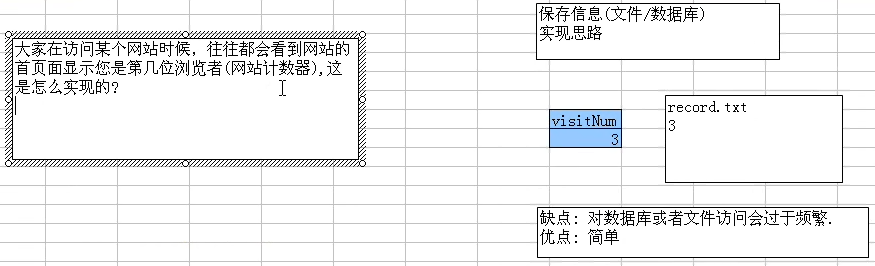 大家在访问某个网站时候，往往都会看到网站的
首页面显示您是第几位浏览者(网站计数器),这
是怎么实现的?
保存信息(文件/数据库)
实现思路
visitNum
3
record.txt
3
缺点: 对数据库或者文件访问会过于频繁.
优点: 简单